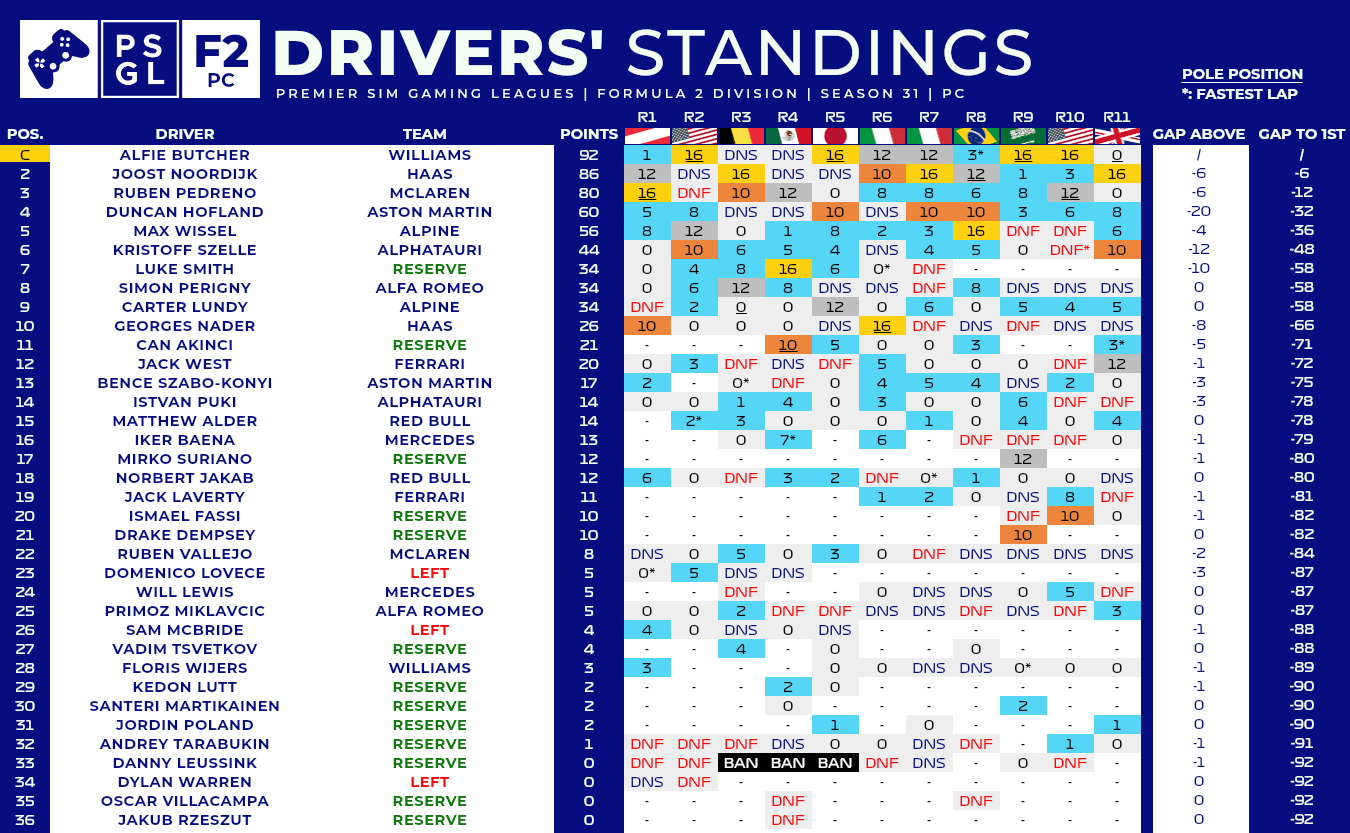 PS
GL
F2
PC
DRIVERS' STANDINGS
PREMIER SIM GAMING LEAGUES | FORMULA 2 DIVISION | SEASON 31 | PC
POLE POSITION
*: FASTEST LAP
R1 R2 R3 R4 R5 R6 R7 R8 R9 R10 R11
POS. DRIVER TEAM POINTS GAP ABOVE GAP TO 1ST
C ALFIE BUTCHER WILLIAMS 92 1 16 DNS DNS 16 12 12 3* 16 16 0 / /
2 JOOST NOORDIJK HAAS 86 12 DNS 16 DNS DNS 10 16 12 1 3 16 -6 -6
3 RUBEN PEDRENO MCLAREN 80 16 DNF 10 12 0 8 8 6 8 12 0 -6 -12
4 DUNCAN HOFLAND ASTON MARTIN 60 5 8 DNS DNS 10 DNS 10 10 3 6 8 -20 -32
5 MAX WISSEL ALPINE 56 8 12 0 1 8 2 3 16 DNF DNF 6 -4 -36
6 KRISTOFF SZELLE ALPHATAURI 44 0 10 6 5 4 DNS 4 5 0 DNF* 10 -12 -48
7 LUKE SMITH RESERVE 34 0 4 8 16 6 0* DNF - - - - -10 -58
8 SIMON PERIGNY ALFA ROMEO 34 0 6 12 8 DNS DNS DNF 8 DNS DNS DNS 0 -58
9 CARTER LUNDY ALPINE 34 DNF 2 0 0 12 0 6 0 5 4 5 0 -58
10 GEORGES NADER HAAS 26 10 0 0 0 DNS 16 DNF DNS DNF DNS DNS -8 -66
11 CAN AKINCI RESERVE 21 - - - 10 5 0 0 3 - - 3* -5 -71
12 JACK WEST FERRARI 20 0 3 DNF DNS DNF 5 0 0 0 DNF 12 -1 -72
13 BENCE SZABO-KONYI ASTON MARTIN 17 2 - 0* DNF 0 4 5 4 DNS 2 0 -3 -75
14 ISTVAN PUKI ALPHATAURI 14 0 0 1 4 0 3 0 0 6 DNF DNF -3 -78
15 MATTHEW ALDER RED BULL 14 - 2* 3 0 0 0 1 0 4 0 4 0 -78
16 IKER BAENA MERCEDES 13 - - 0 7* - 6 - DNF DNF DNF 0 -1 -79
17 MIRKO SURIANO RESERVE 12 - - - - - - - - 12 - - -1 -80
18 NORBERT JAKAB RED BULL 12 6 0 DNF 3 2 DNF 0* 1 0 0 DNS 0 -80
19 JACK LAVERTY FERRARI 11 - - - - - 1 2 0 DNS 8 DNF -1 -81
20 ISMAEL FASSI RESERVE 10 - - - - - - - - DNF 10 0 -1 -82
21 DRAKE DEMPSEY RESERVE 10 - - - - - - - - 10 - - 0 -82
22 RUBEN VALLEJO MCLAREN 8 DNS 0 5 0 3 0 DNF DNS DNS DNS DNS -2 -84
23 DOMENICO LOVECE LEFT 5 0* 5 DNS DNS - - - - - - - -3 -87
24 WILL LEWIS MERCEDES 5 - - DNF - - 0 DNS DNS 0 5 DNF 0 -87
25 PRIMOZ MIKLAVCIC ALFA ROMEO 5 0 0 2 DNF DNF DNS DNS DNF DNS DNF 3 0 -87
26 SAM MCBRIDE LEFT 4 4 0 DNS 0 DNS - - - - - - -1 -88
27 VADIM TSVETKOV RESERVE 4 - - 4 - 0 - - 0 - - - 0 -88
28 FLORIS WIJERS WILLIAMS 3 3 - - - 0 0 DNS DNS 0* 0 0 -1 -89
29 KEDON LUTT RESERVE 2 - - - 2 0 - - - - - - -1 -90
30 SANTERI MARTIKAINEN RESERVE 2 - - - 0 - - - - 2 - - 0 -90
31 JORDIN POLAND RESERVE 2 - - - - 1 - 0 - - - 1 0 -90
32 ANDREY TARABUKIN RESERVE 1 DNF DNF DNF DNS 0 0 DNS DNF - 1 0 -1 -91
33 DANNY LEUSSINK RESERVE 0 DNF DNF BAN BAN BAN DNF DNS - 0 DNF - -1 -92
34 DYLAN WARREN LEFT 0 DNS DNF - - - - - - - - - 0 -92
35 OSCAR VILLACAMPA RESERVE 0 - - - DNF - - - DNF - - - 0 -92
36 JAKUB RZESZUT RESERVE 0 - - - DNF - - - - - - - 0 -92